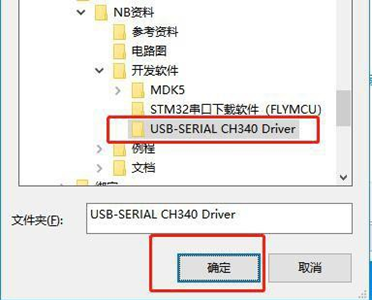 NB资料
参考资料
电路图
开发软件
MDK5
STM32串口下载软件（FLYMCU）
USB-SERIAL CH340 Driver
例程
文档
文件夹(F):
USB-SERIAL CH340 Driver
确定
取消